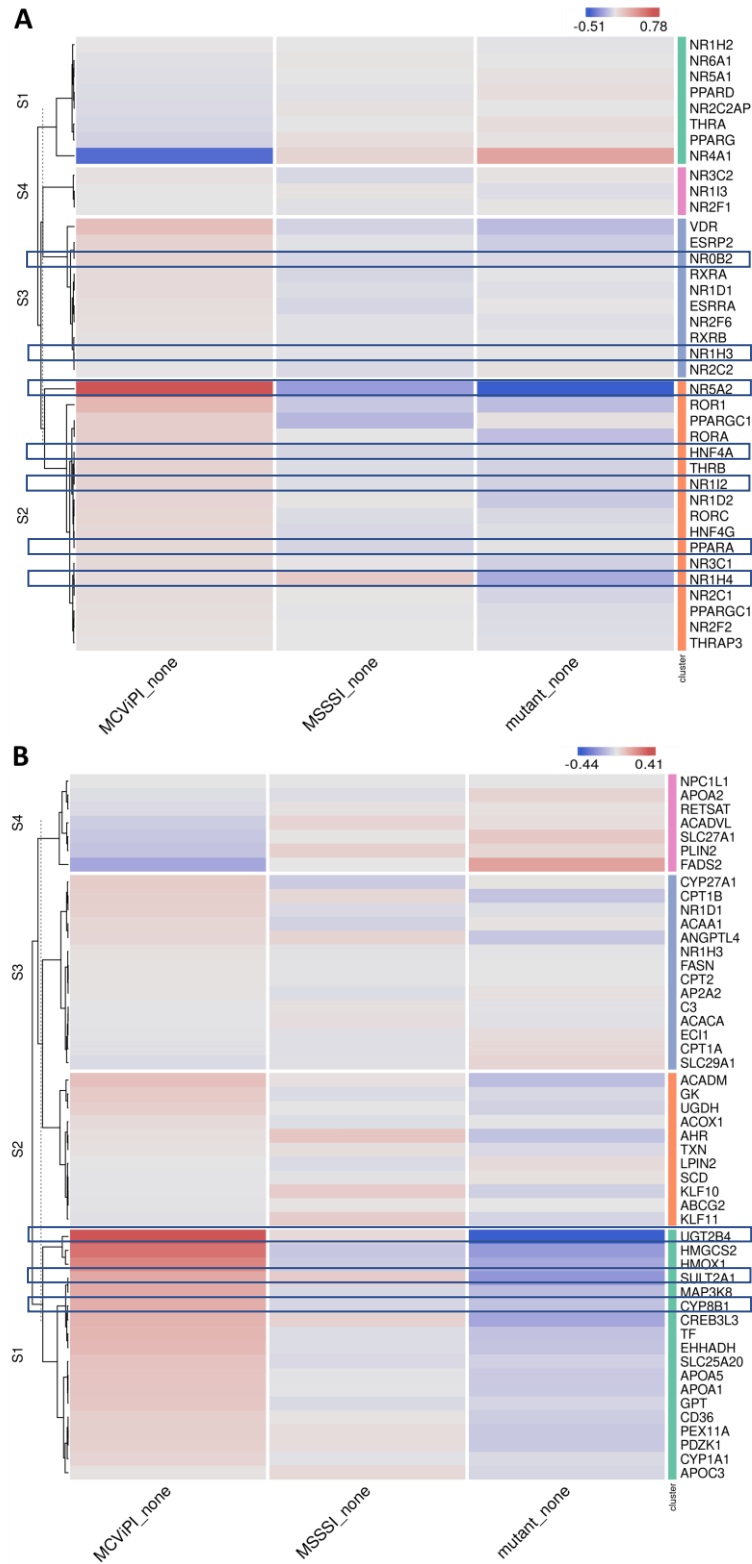 A
-0.51 0.78
S1
NR1H2
NR6A1
NR5A1
PPARD
NR2C2AP
THRA
PPARG
NR4A1
S4
NR3C2
NR1I3
NR2F1
S3
VDR
ESRP2
NR0B2
RXRA
NR1D1
ESRRA
NR2F6
RXRB
NR1H3
NR2C2
S2
NR5A2
ROR1
PPARGC1
RORA
HNF4A
THRB
NR1I2
NR1D2
RORC
HNF4G
PPARA
NR3C1
NR1H4
NR2C1
PPARGC1
NR2F2
THRAP3
MCViPI_none MSSSI_none mutant_none cluster
B
-0.44 0.41
S4
NPC1L1
APOA2
RETSAT
ACADVL
SLC27A1
PLIN2
FADS2
S3
CYP27A1
CPT1B
NR1D1
ACAA1
ANGPTL4
NR1H3
FASN
CPT2
AP2A2
C3
ACACA
ECI1
CPT1A
SLC29A1
S2
ACADM
GK
UGDH
ACOX1
AHR
TXN
LPIN2
SCD
KLF10
ABCG2
KLF11
S1
UGT2B4
HMGCS2
HMOX1
SULT2A1
MAP3K8
CYP8B1
CREB3L3
TF
EHHADH
SLC25A20
APOA5
APOA1
GPT
CD36
PEX11A
PDZK1
CYP1A1
APOC3
MCViPI_none MSSSI_none mutant_none cluster